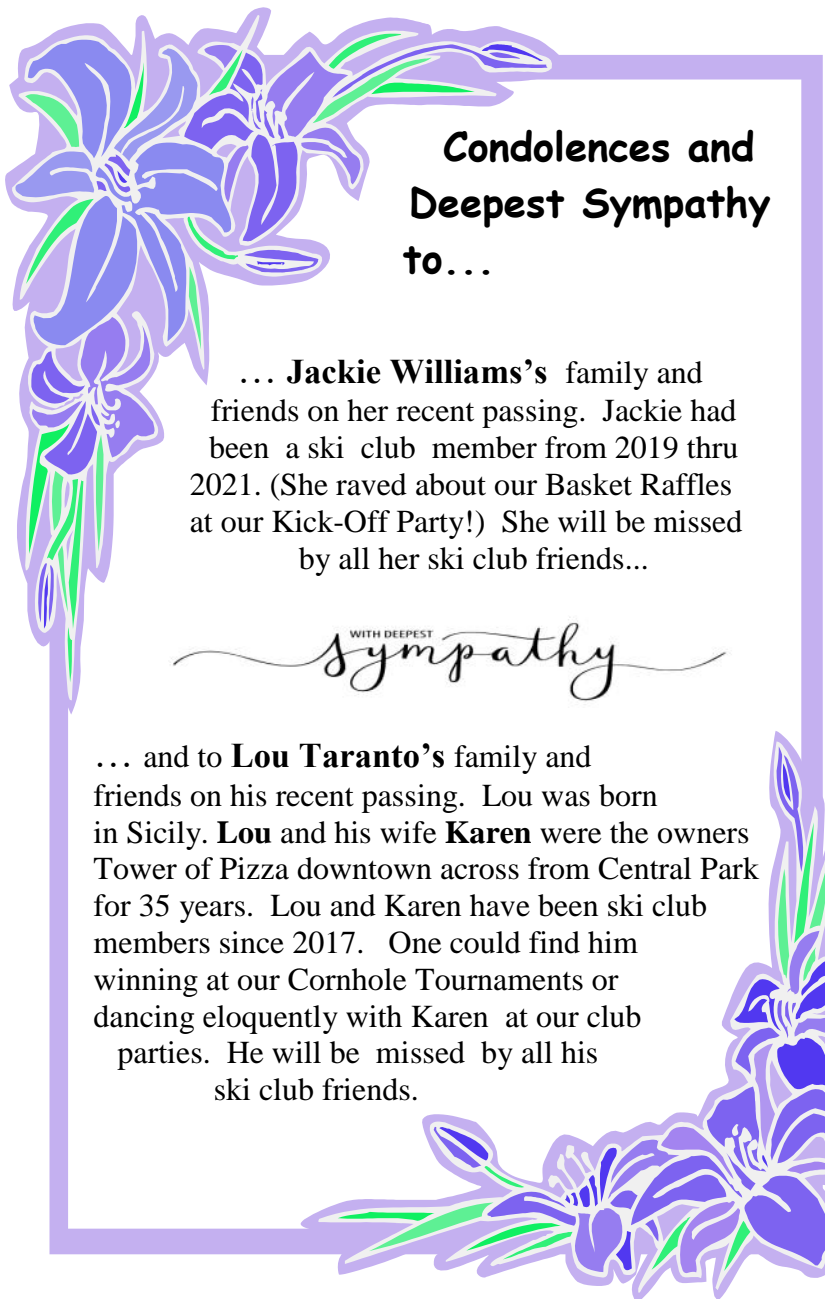 Condolences and
Deepest Sympathy
to...
... Jackie Williams's family and
friends on her recent passing. Jackie had
been a ski club member from 2019 thru
2021. (She raved about our Basket Raffles
at our Kick-Off Party!) She will be missed
by all her ski club friends...
WITH DEEPEST
sympathy
... and to Lou Taranto’s family and
friends on his recent passing. Lou was born
in Sicily. Lou and his wife Karen were the owners
Tower of Pizza downtown across from Central Park
for 35 years. Lou and Karen have been ski club
members since 2017. One could find him
winning at our Cornhole Tournaments or
dancing eloquently with Karen at our club
parties. He will be missed by all his
ski club friends.